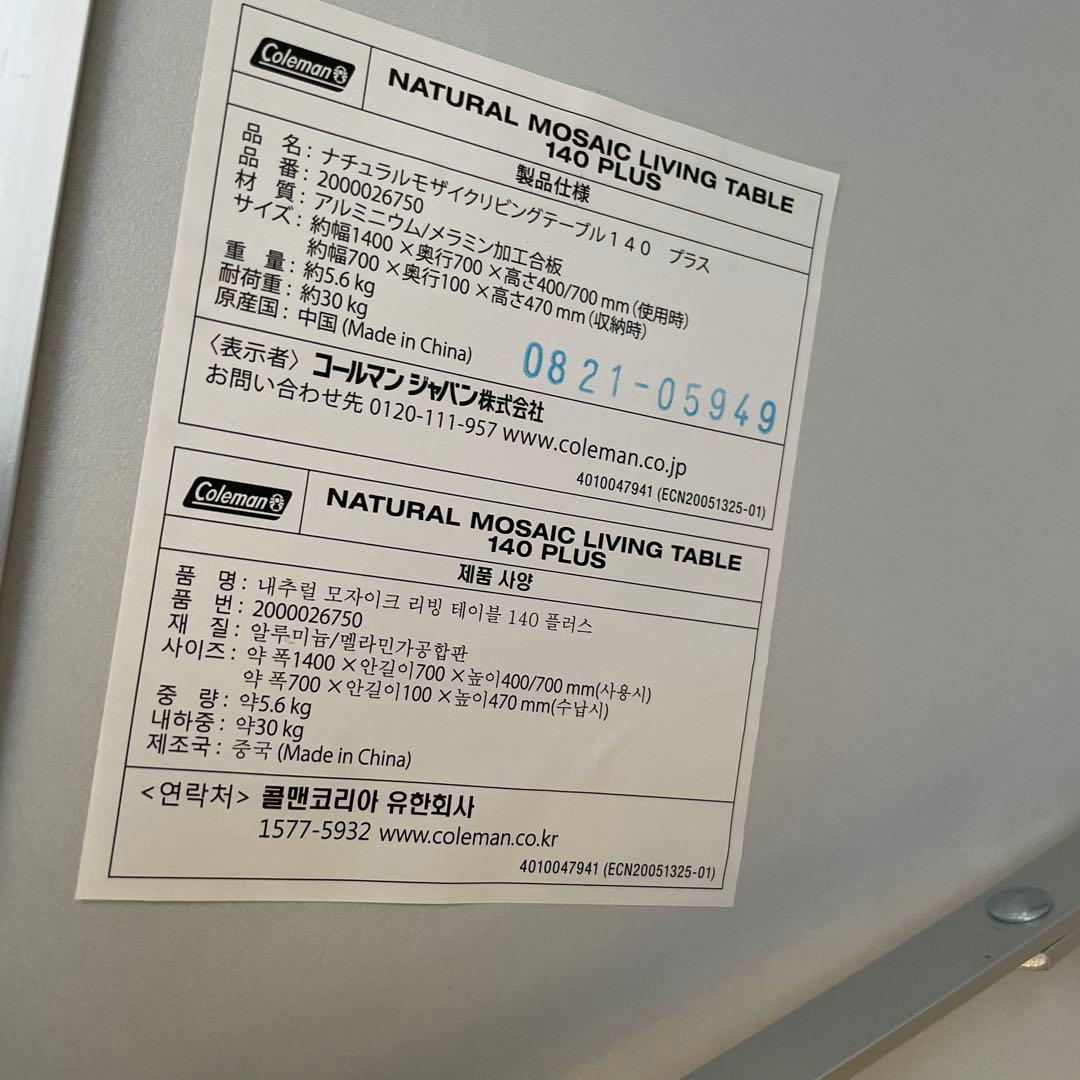 Coleman
NATURAL MOSAIC LIVING TABLE
140 PLUS
製品仕様
品 名：ナチュラルモザイクリビングテーブル１４０ プラス
品 番：2000026750
材 質：アルミニウム/メラミン加工合板
サイズ：約幅1400×奥行700×高さ400/700 mm（使用時）
約幅700×奥行100×高さ470 mm（収納時）
重 量：約5.6 kg
耐荷重：約30 kg
原産国：中国 (Made in China)
0821-05949
〈表示者〉コールマン ジャパン株式会社
お問い合わせ先 0120-111-957 www.coleman.co.jp
4010047941 (ECN20051325-01)
Coleman
NATURAL MOSAIC LIVING TABLE
140 PLUS
제품 사양
품 명：내추럴 모자이크 리빙 테이블 140 플러스
품 번：2000026750
재 질：알루미늄/멜라민가공합판
사이즈：약 폭1400×안길이700×높이400/700 mm(사용시)
약 폭700×안길이100×높이470 mm(수납시)
중 량：약5.6 kg
내하중：약30 kg
제조국：중국 (Made in China)
<연락처> 콜맨코리아 유한회사
1577-5932 www.coleman.co.kr
4010047941 (ECN20051325-01)